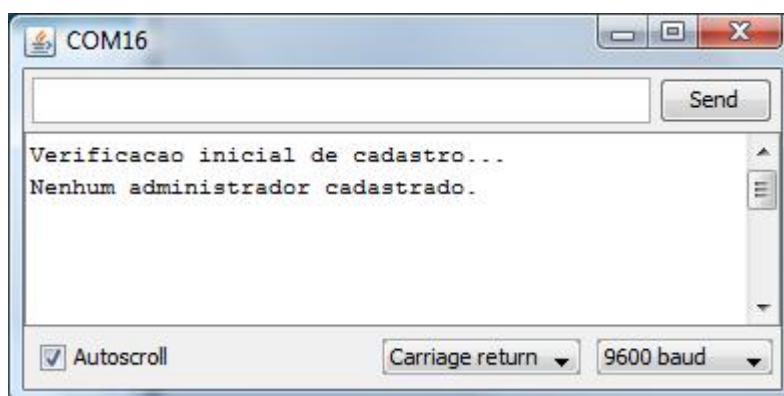 COM16
Send
Verificacao inicial de cadastro...
Nenhum administrador cadastrado.
Autoscroll
Carriage return
9600 baud